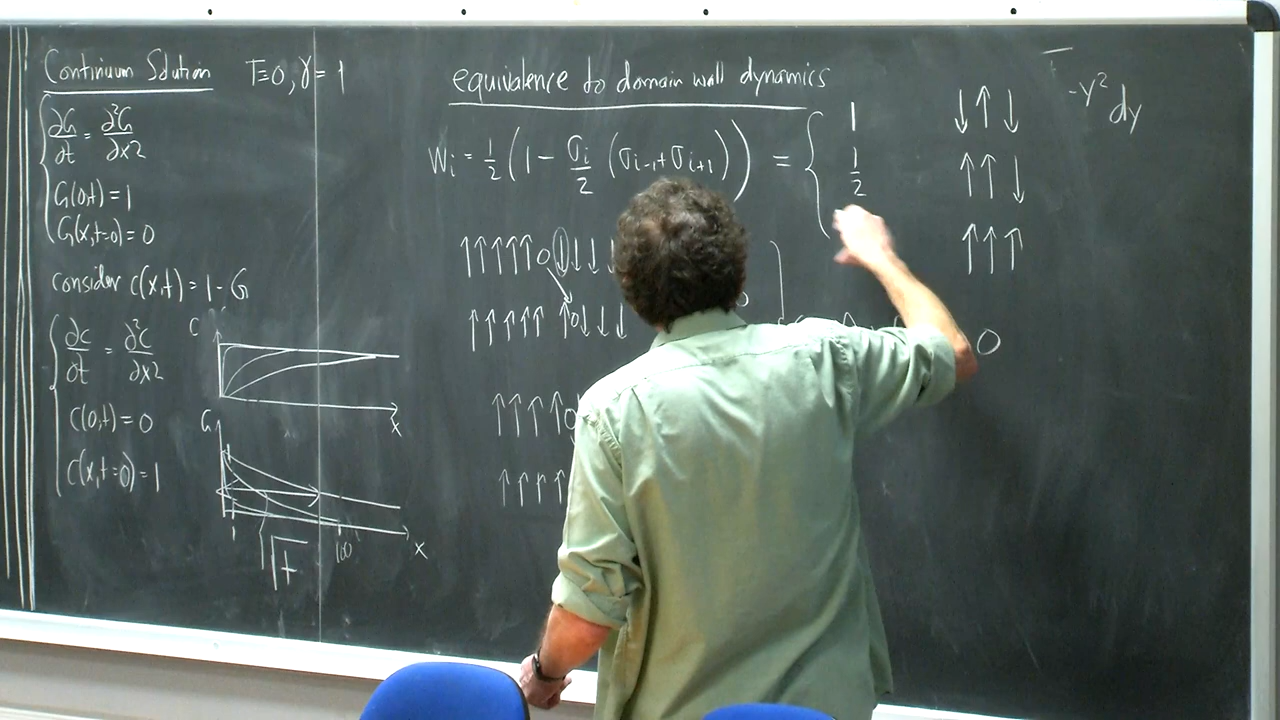 Continuum Solution T=0, γ=1
∂G/∂t = ∂²G/∂x2
G(0,t)=1
G(x,t=0)=0
consider c(x,t)=1-G
∂c/∂t = ∂²c/∂x2
c(0,t)=0
c(x,t=0)=1
C
x
G
x
√t
100
equivalence to domain wall dynamics
Wi = 1/2 (1 - σi/2 (σi-1 + σi+1)) = {
1 ↓↑↓
1/2 ↑↑↓
↑↑↑
↑↑↑↑↑0↓↓↓↓
↑↑↑↑↑ ↑0↓↓↓
0
↑↑↑↑0
↑↑↑↑
-y² dy